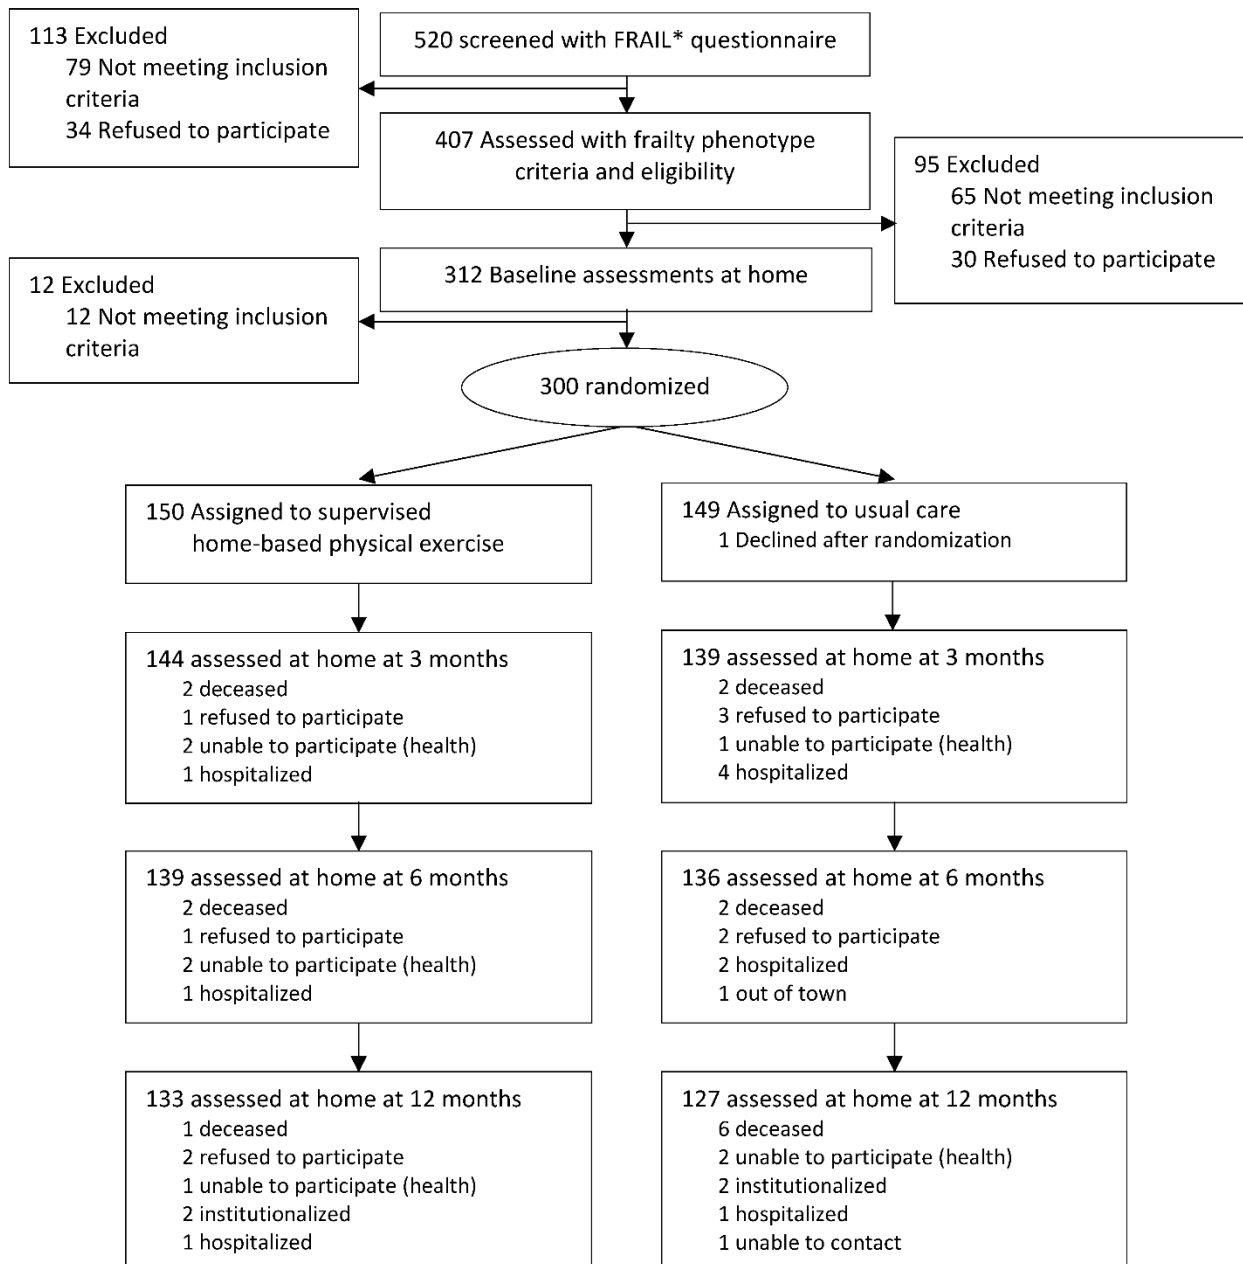 520 screened with FRAIL* questionnaire
113 Excluded
79 Not meeting inclusion
criteria
34 Refused to participate
407 Assessed with frailty phenotype
criteria and eligibility
95 Excluded
65 Not meeting inclusion
criteria
30 Refused to participate
312 Baseline assessments at home
12 Excluded
12 Not meeting inclusion
criteria
300 randomized
150 Assigned to supervised
home-based physical exercise
144 assessed at home at 3 months
2 deceased
1 refused to participate
2 unable to participate (health)
1 hospitalized
139 assessed at home at 6 months
2 deceased
1 refused to participate
2 unable to participate (health)
1 hospitalized
133 assessed at home at 12 months
1 deceased
2 refused to participate
1 unable to participate (health)
2 institutionalized
1 hospitalized
149 Assigned to usual care
1 Declined after randomization
139 assessed at home at 3 months
2 deceased
3 refused to participate
1 unable to participate (health)
4 hospitalized
136 assessed at home at 6 months
2 deceased
2 refused to participate
2 hospitalized
1 out of town
127 assessed at home at 12 months
6 deceased
2 unable to participate (health)
2 institutionalized
1 hospitalized
1 unable to contact